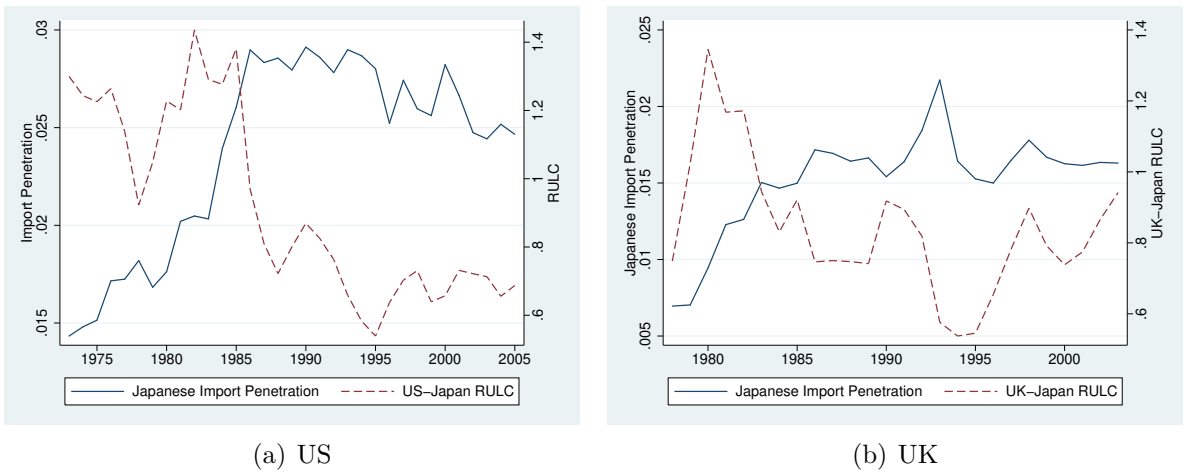 .03
.025
.02
.015
Import Penetration
1.4
1.2
1
.8
.6
RULC
1975 1980 1985 1990 1995 2000 2005
Japanese Import Penetration US–Japan RULC
(a) US
.025
.02
.015
.01
.005
Japanese Import Penetration
1.4
1.2
1
.8
.6
UK–Japan RULC
1980 1985 1990 1995 2000
Japanese Import Penetration UK–Japan RULC
(b) UK